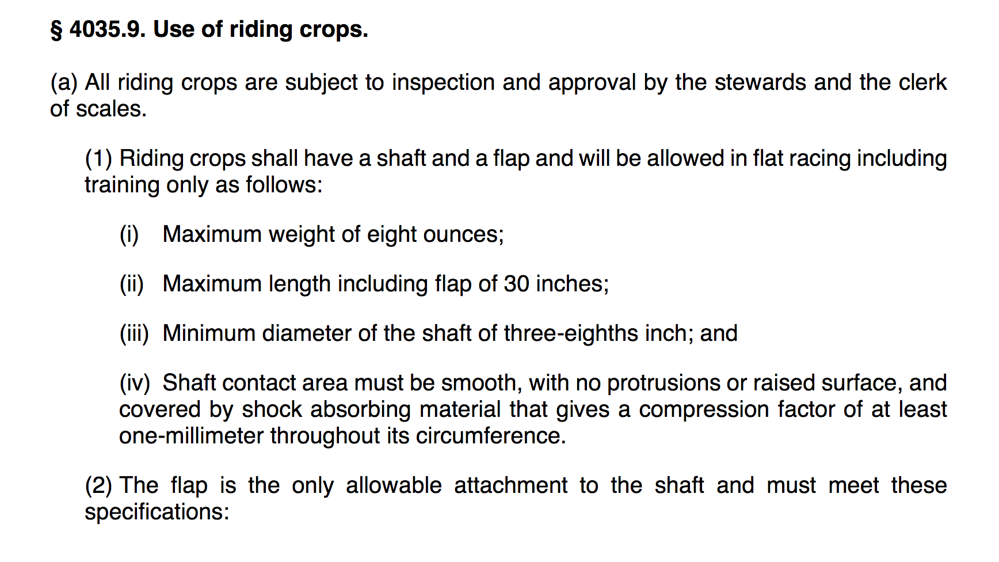 § 4035.9. Use of riding crops.
(a) All riding crops are subject to inspection and approval by the stewards and the clerk
of scales.
(1) Riding crops shall have a shaft and a flap and will be allowed in flat racing including
training only as follows:
(i) Maximum weight of eight ounces;
(ii) Maximum length including flap of 30 inches;
(iii) Minimum diameter of the shaft of three-eighths inch; and
(iv) Shaft contact area must be smooth, with no protrusions or raised surface, and
covered by shock absorbing material that gives a compression factor of at least
one-millimeter throughout its circumference.
(2) The flap is the only allowable attachment to the shaft and must meet these
specifications: